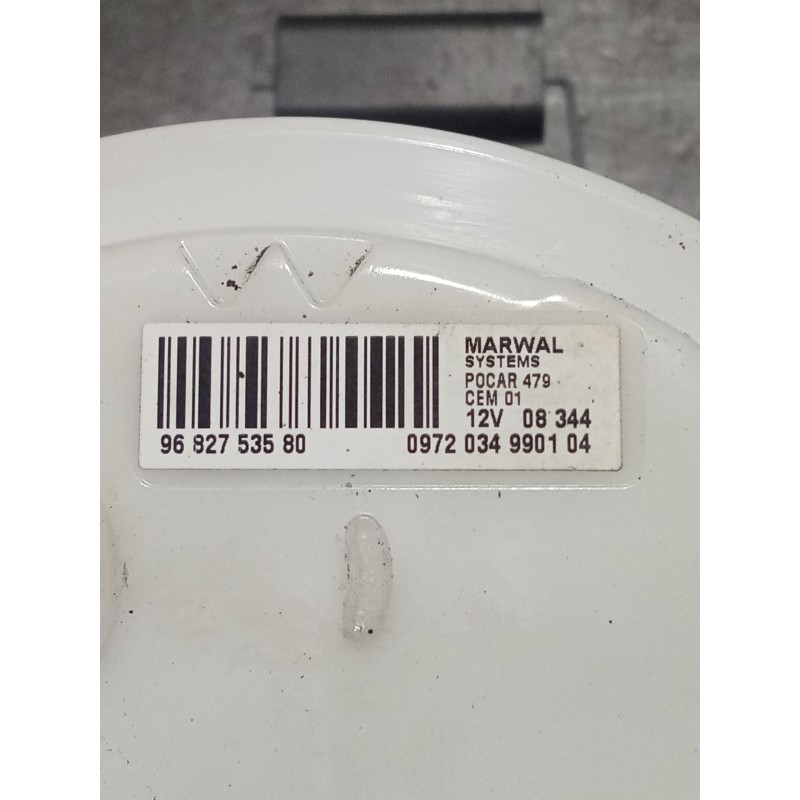 MARWAL
SYSTEMS
POCAR 479
CEM 01
12V 08 344
96 827 535 80
0972 034 9901 04